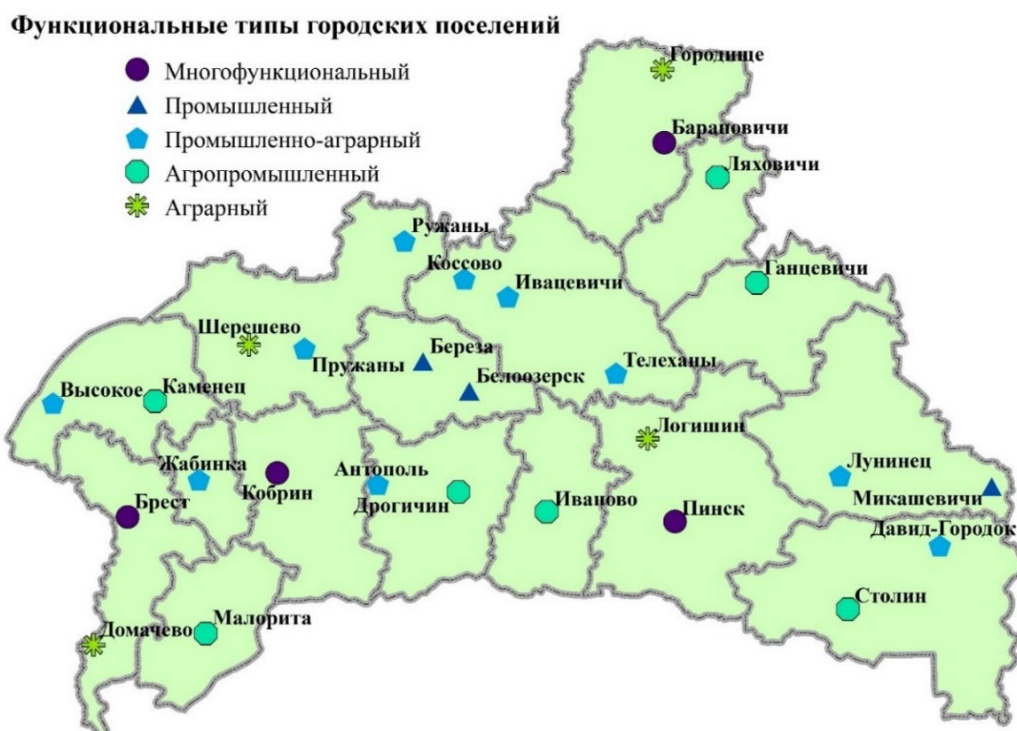 Функциональные типы городских поселений
Многофункциональный
Промышленный
Промышленно-аграрный
Агропромышленный
Аграрный
Городище
Барановичи
Ляховичи
Ружаны
Коссово
Ивацевичи
Ганцевичи
Шерешево
Пружаны
Береза
Белоозерск
Телеханы
Высокое
Каменец
Логишин
Жабинка
Кобрин
Антополь
Дрогичин
Иваново
Пинск
Лунинец
Микашевичи
Брест
Давид-Городок
Столин
Домачево
Малорита